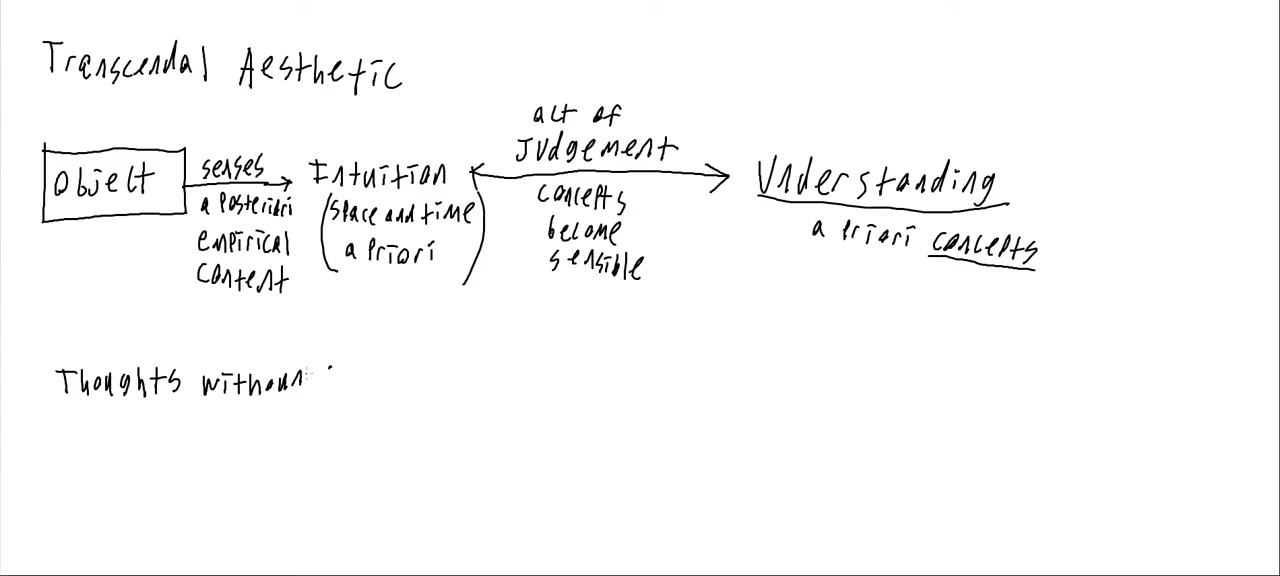 Transcendal Aesthetic
Object
senses
a posteriori
empirical
content
Intuition
(space and time
a priori)
act of
Judgement
concepts
become
sensible
Understanding
a priori concepts
Thoughts